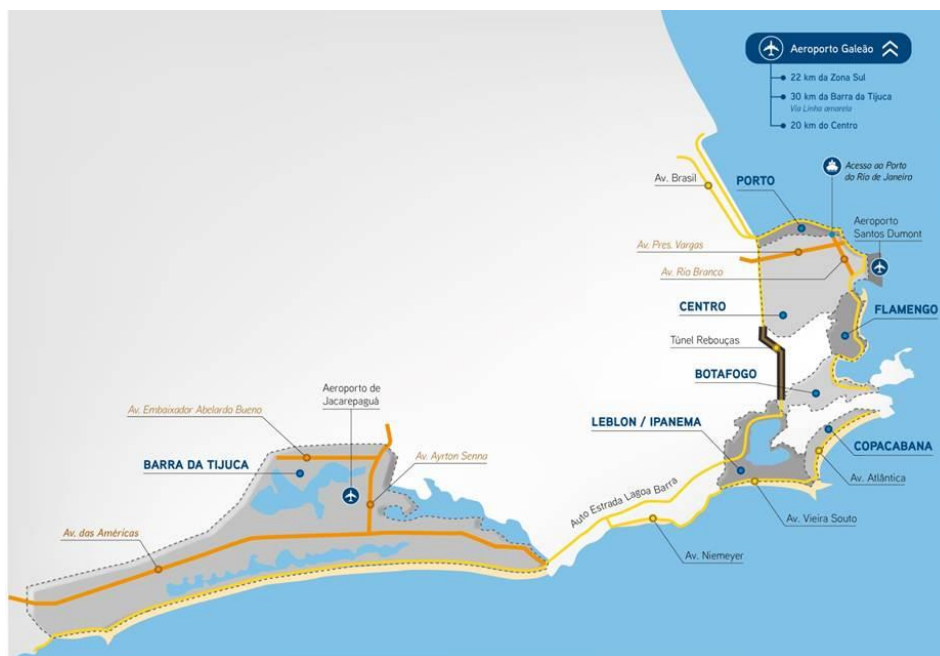 Aeroporto Galeão
22 km da Zona Sul
30 km da Barra da Tijuca
Via Linha amarela
20 km do Centro
Av. Brasil
PORTO
Acesso ao Porto
do Rio de Janeiro
Aeroporto
Santos Dumont
Av. Pres. Vargas
Av. Rio Branco
CENTRO
FLAMENGO
Túnel Rebouças
BOTAFOGO
Aeroporto de
Jacarepaguà
Av. Embaixador Abelardo Bueno
LEBLON / IPANEMA
COPACABANA
BARRA DA TIJUCA
Av. Ayrton Senna
Av. Atlântica
Auto Estrada Lagoa Barra
Av. Vieira Souto
Av. das Américas
Av. Niemeyer